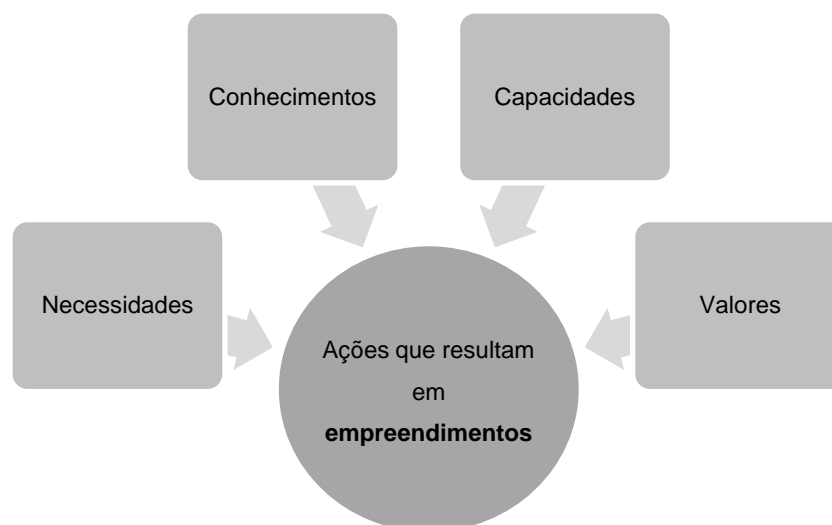 Conhecimentos
Capacidades
Necessidades
Valores
Ações que resultam
em
empreendimentos